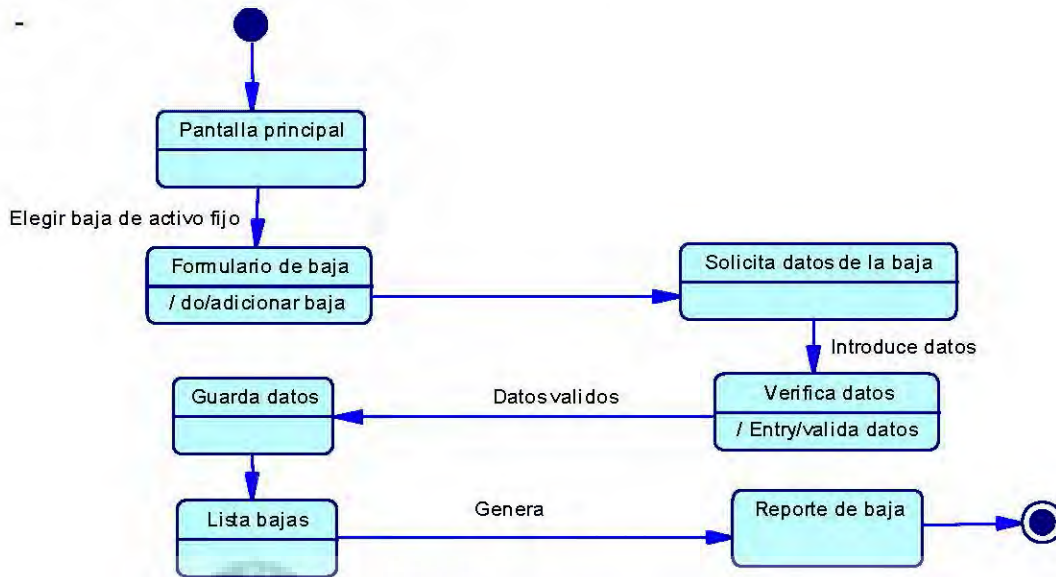 -
Pantalla principal
Elegir baja de activo fijo
Formulario de baja
/ do/adicionar baja
Solicita datos de la baja
Introduce datos
Verifica datos
/ Entry/valida datos
Datos validos
Guarda datos
Lista bajas
Genera
Reporte de baja